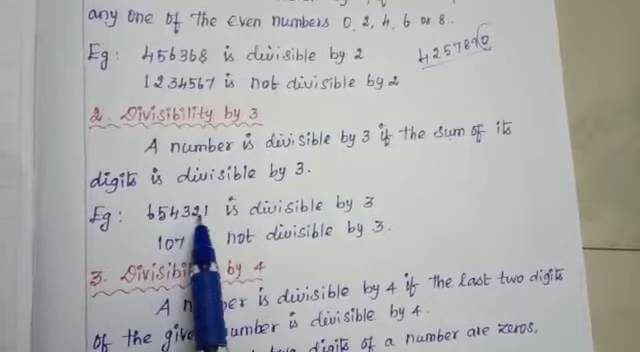 any one of the even numbers 0, 2, 4, 6 or 8.
Eg: 456368 is divisible by 2
4257890
1234567 is not divisible by 2
2. Divisibility by 3
A number is divisible by 3 if the sum of its
digits is divisible by 3.
Eg: 654321 is divisible by 3
107 not divisible by 3.
3. by 4
A is divisible by 4 if the last two digits
of the number is divisible by 4.
digits of a number are zeros,